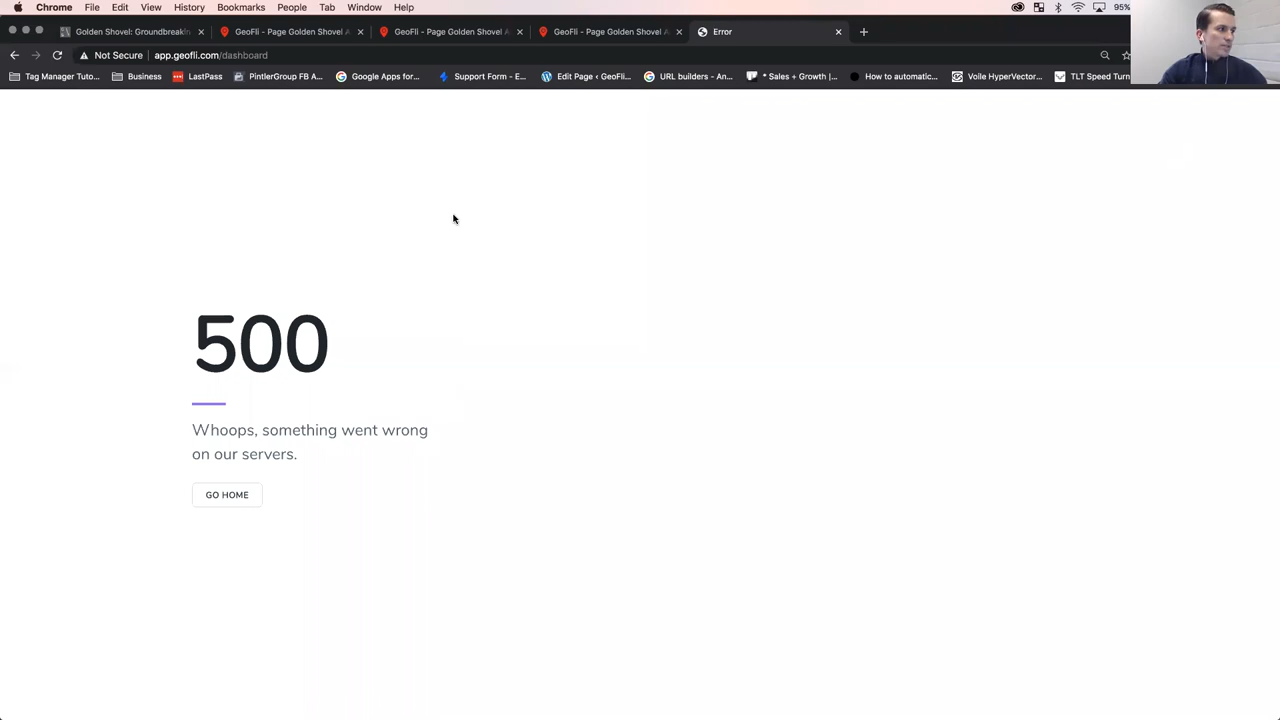 Chrome File Edit View History Bookmarks People Tab Window Help 95%
Golden Shovel: Groundbreakin GeoFli - Page Golden Shovel A GeoFli - Page Golden Shovel A GeoFli - Page Golden Shovel A Error
Not Secure app.geofli.com/dashboard
Tag Manager Tuto... Business LastPass PintlerGroup FB A... Google Apps for... Support Form - E... Edit Page ‹ GeoFli... URL builders - An... * Sales + Growth |... How to automatic... Voile HyperVector... TLT Speed Turn
500
Whoops, something went wrong
on our servers.
GO HOME